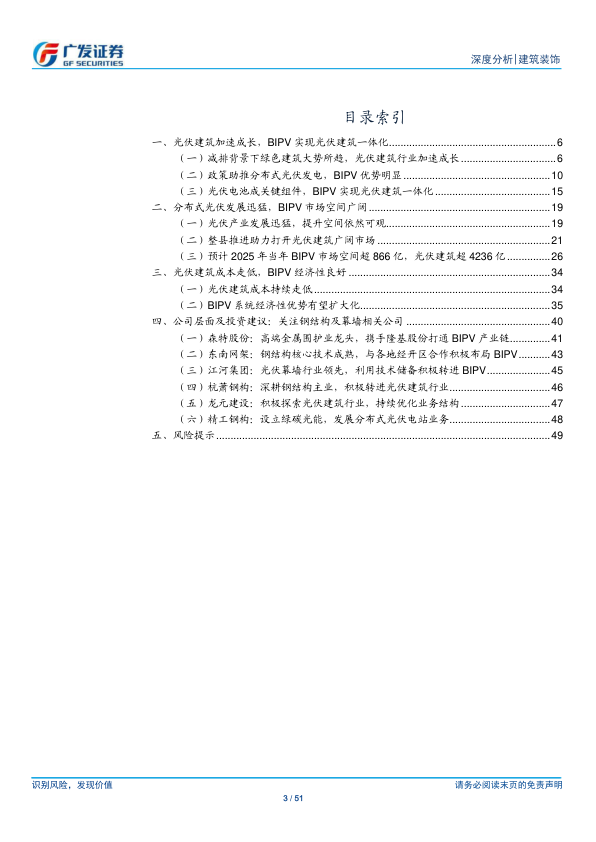 广发证券
GF SECURITIES
深度分析|建筑装饰
目录索引
一、光伏建筑加速成长，BIPV 实现光伏建筑一体化..........6
（一）减排背景下绿色建筑大势所趋，光伏建筑行业加速成长..........6
（二）政策助推分布式光伏发电，BIPV 优势明显..........10
（三）光伏电池成关键组件，BIPV 实现光伏建筑一体化..........15
二、分布式光伏发展迅猛，BIPV 市场空间广阔..........19
（一）光伏产业发展迅猛，提升空间依然可观..........19
（二）整县推进助力打开光伏建筑广阔市场..........21
（三）预计 2025 年当年 BIPV 市场空间超 866 亿，光伏建筑超 4236 亿..........26
三、光伏建筑成本走低，BIPV 经济性良好..........34
（一）光伏建筑成本持续走低..........34
（二）BIPV 系统经济性优势有望扩大化..........35
四、公司层面及投资建议：关注钢结构及幕墙相关公司..........40
（一）森特股份：高端金属围护业龙头，携手隆基股份打通 BIPV 产业链..........41
（二）东南网架：钢结构核心技术成熟，与各地经开区合作积极布局 BIPV..........43
（三）江河集团：光伏幕墙行业领先，利用技术储备积极转进 BIPV..........45
（四）杭萧钢构：深耕钢结构主业，积极转进光伏建筑行业..........46
（五）龙元建设：积极探索光伏建筑行业，持续优化业务结构..........47
（六）精工钢构：设立绿碳光能，发展分布式光伏电站业务..........48
五、风险提示..........49
识别风险，发现价值
请务必阅读末页的免责声明
3 / 51